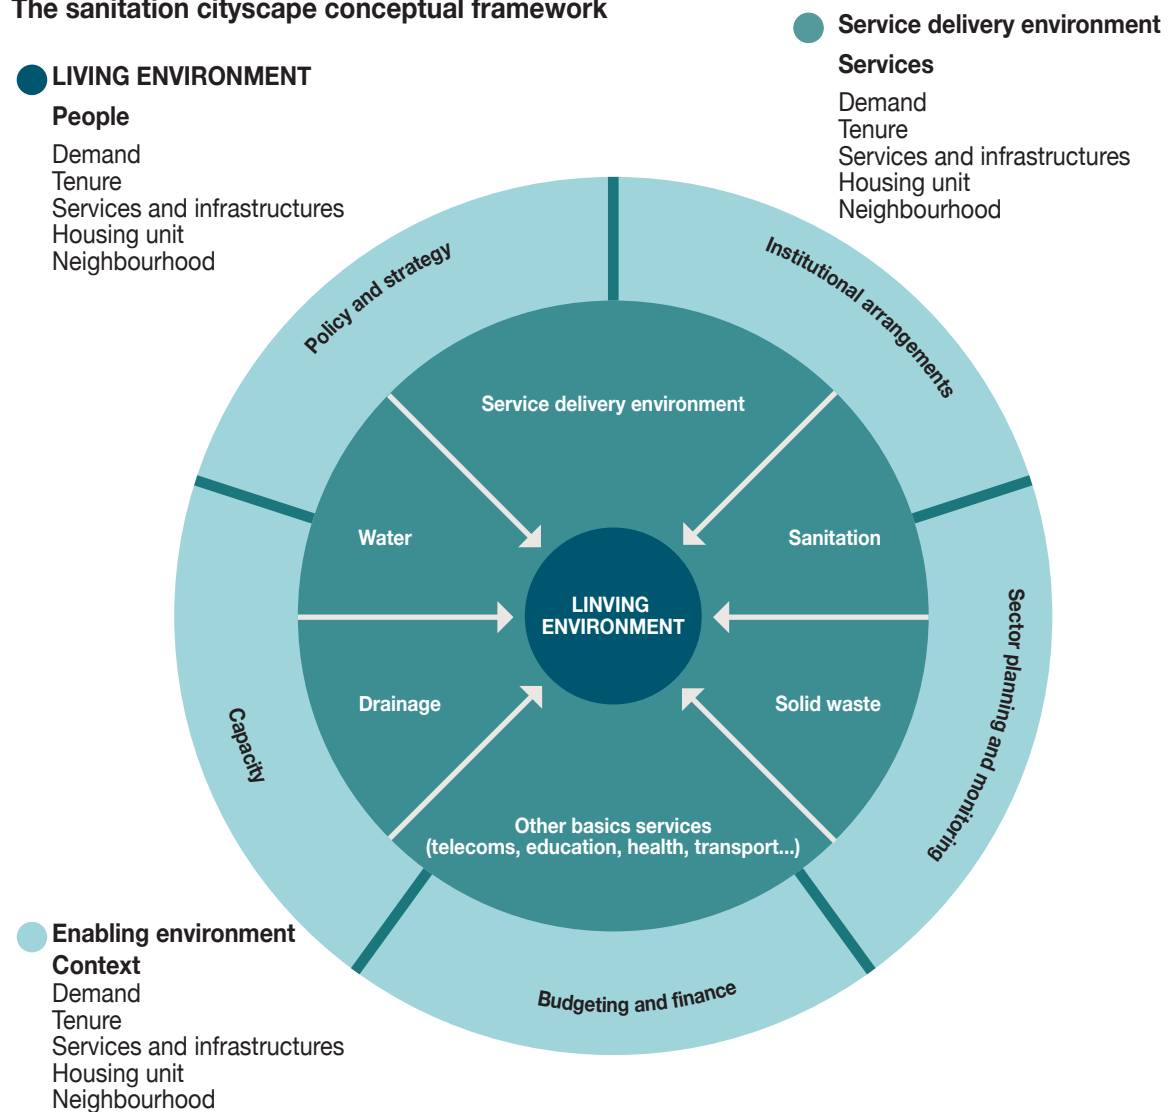 The sanitation cityscape conceptual framework
Service delivery environment
Services
Demand
Tenure
Services and infrastructures
Housing unit
Neighbourhood
LIVING ENVIRONMENT
People
Demand
Tenure
Services and infrastructures
Housing unit
Neighbourhood
Policy and strategy
Institutional arrangements
Service delivery environment
Water
Sanitation
LINVING
ENVIRONMENT
Drainage
Solid waste
Capacity
Sector planning and monitoring
Other basics services
(telecoms, education, health, transport...)
Budgeting and finance
Enabling environment
Context
Demand
Tenure
Services and infrastructures
Housing unit
Neighbourhood